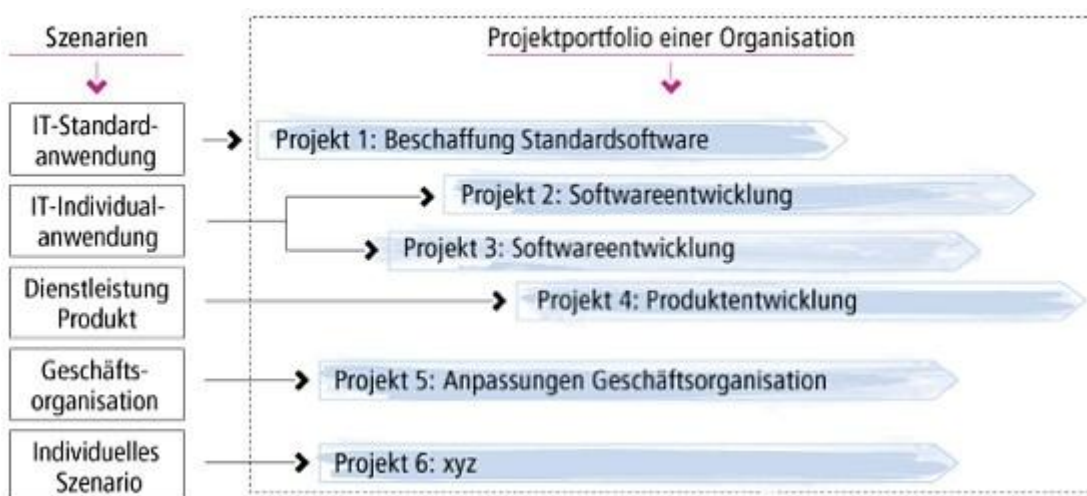 Szenarien
Projektportfolio einer Organisation
IT-Standard-
anwendung
Projekt 1: Beschaffung Standardsoftware
IT-Individual-
anwendung
Projekt 2: Softwareentwicklung
Projekt 3: Softwareentwicklung
Dienstleistung
Produkt
Projekt 4: Produktentwicklung
Geschäfts-
organisation
Projekt 5: Anpassungen Geschäftsorganisation
Individuelles
Szenario
Projekt 6: xyz